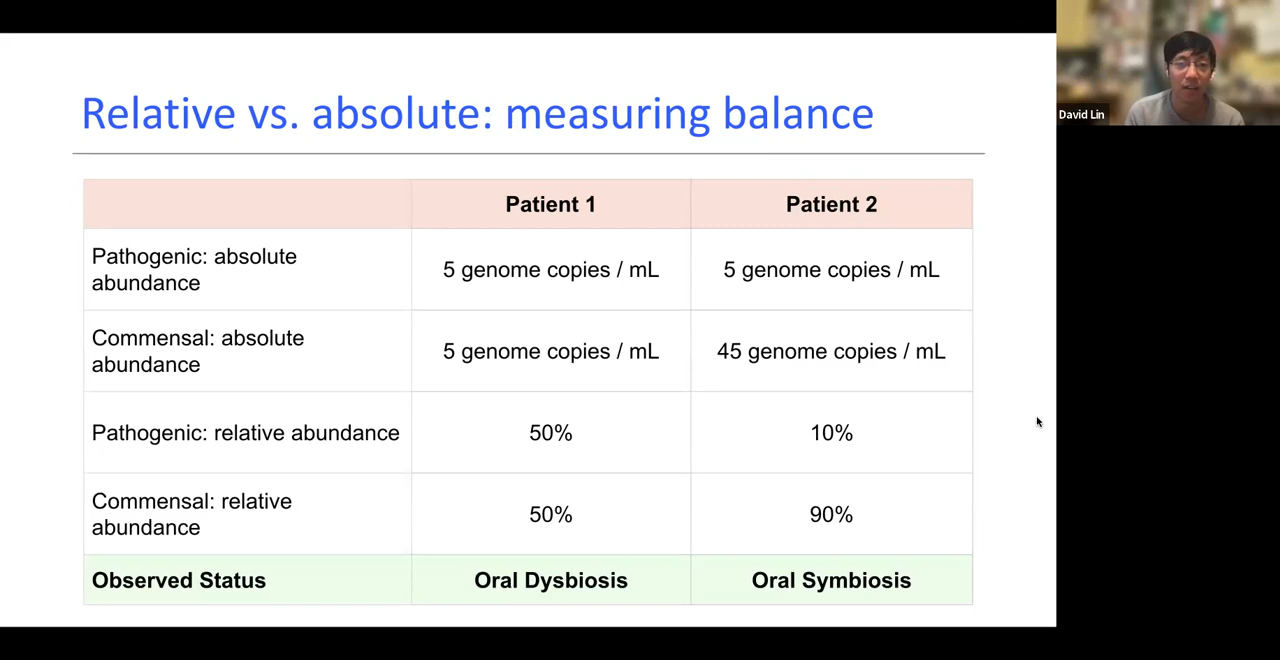 Relative vs. absolute: measuring balance
David Lin
Patient 1
Patient 2
Pathogenic: absolute
abundance
5 genome copies / mL
5 genome copies / mL
Commensal: absolute
abundance
5 genome copies / mL
45 genome copies / mL
Pathogenic: relative abundance
50%
10%
Commensal: relative
abundance
50%
90%
Observed Status
Oral Dysbiosis
Oral Symbiosis